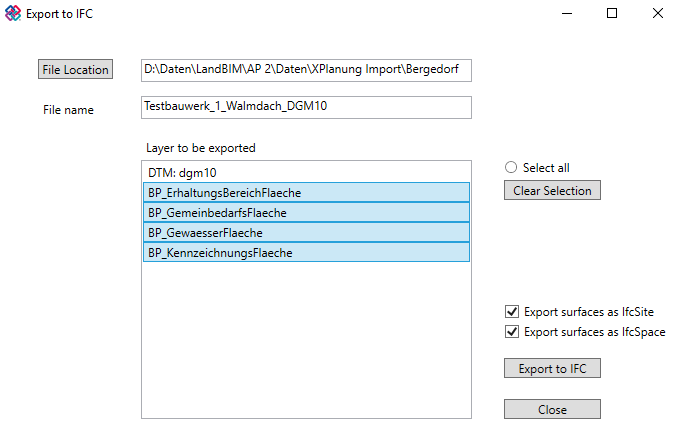 Export to IFC
File Location
D:\Daten\LandBIM\AP 2\Daten\XPlanung Import\Bergedorf
File name
Testbauwerk_1_Walmdach_DGM10
Layer to be exported
DTM: dgm10
BP_ErhaltungsBereichFlaeche
BP_GemeinbedarfsFlaeche
BP_GewaesserFlaeche
BP_KennzeichnungsFlaeche
Select all
Clear Selection
Export surfaces as IfcSite
Export surfaces as IfcSpace
Export to IFC
Close